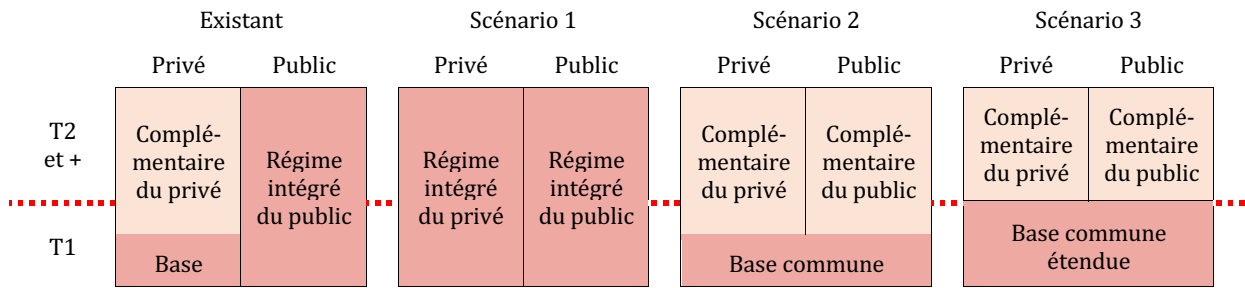 Existant
Scénario 1
Scénario 2
Scénario 3
Privé
Public
Privé
Public
Privé
Public
Privé
Public
T2
et +
T1
Complé-
mentaire
du privé
Base
Régime
intégré
du public
Régime
intégré
du privé
Régime
intégré
du public
Complé-
mentaire
du privé
Complé-
mentaire
du public
Base commune
Complé-
mentaire
du privé
Complé-
mentaire
du public
Base commune
étendue